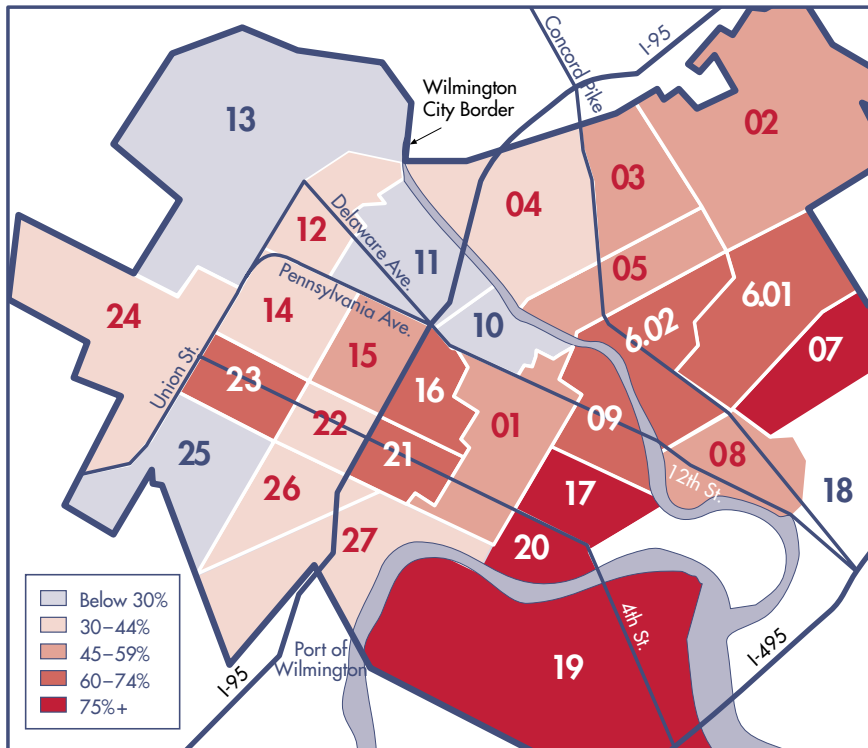 Concord Pike
I-95
Wilmington
City Border
13
02
03
04
12
Delaware Ave.
11
05
6.01
Pennsylvania Ave.
24
14
10
6.02
07
15
Union St.
23
16
22
01
09
21
08
25
12th St.
18
26
17
27
20
Below 30%
30–44%
45–59%
60–74%
75%+
Port of
Wilmington
I-95
4th St.
19
I-495